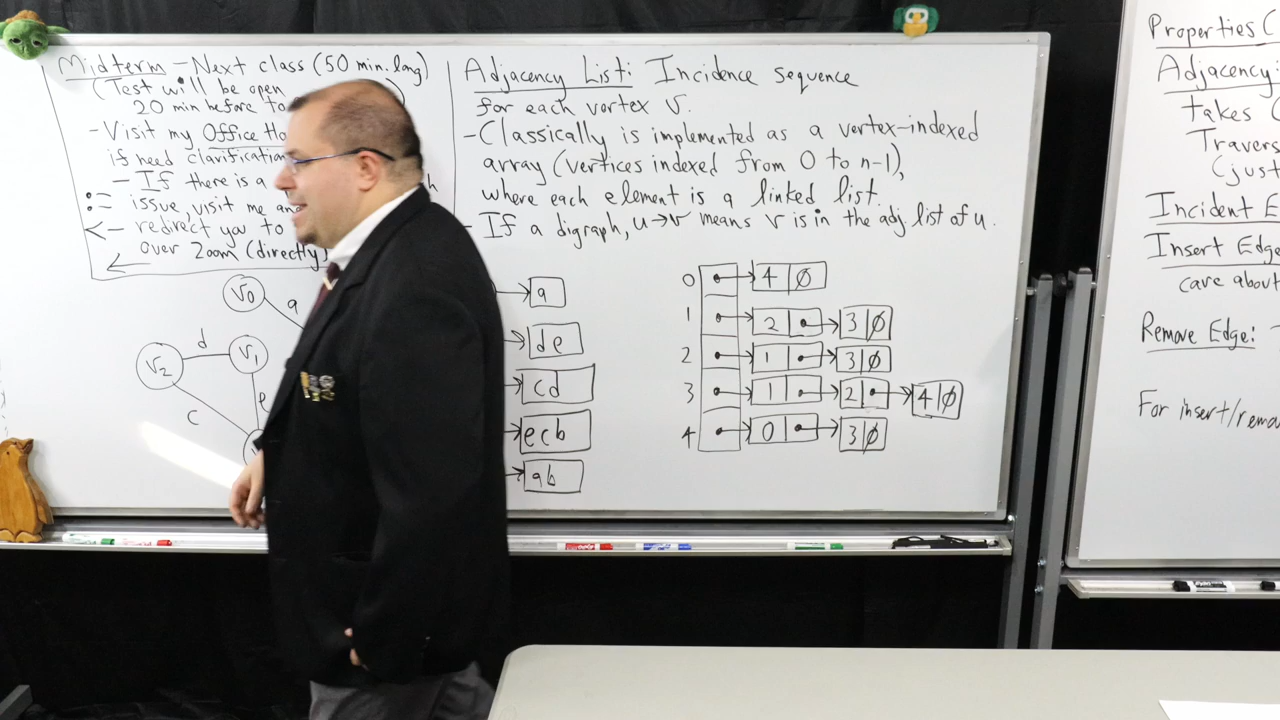 Midterm - Next class (50 min. long)
(Test will be open
20 min before to
- Visit my Office
if need clarification
- If there is a
issue, visit me
redirect you to
over Zoom (directly)
V0
a
d
V2
V1
c
e
Adjacency List: Incidence sequence
for each vertex v.
- Classically is implemented as a vertex-indexed
array (vertices indexed from 0 to n-1),
where each element is a linked list.
- If a digraph, u→v means v is in the adj. list of u.
a
de
cd
ecb
ab
0 4 ∅
1 2 3 ∅
2 1 3 ∅
3 1 2 4 ∅
4 0 3 ∅
Properties (
Adjacency:
takes
(just
Incident
Insert Edge
care about
Remove Edge:
For insert/